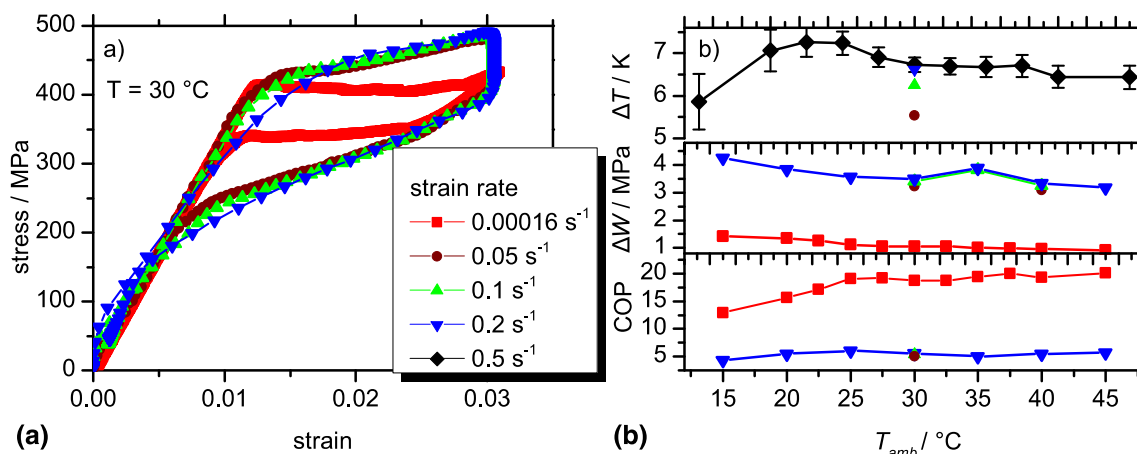 a)
T = 30 °C
500
400
300
200
100
0
stress / MPa
0.00
0.01
0.02
0.03
strain
strain rate
0.00016 s⁻¹
0.05 s⁻¹
0.1 s⁻¹
0.2 s⁻¹
0.5 s⁻¹
(a)
b)
7
6
5
ΔT / K
4
3
2
1
ΔW / MPa
20
15
10
5
COP
15
20
25
30
35
40
45
T_amb / °C
(b)